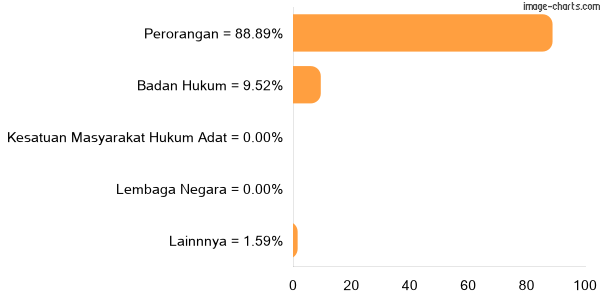 image-charts.com
Perorangan = 88.89%
Badan Hukum = 9.52%
Kesatuan Masyarakat Hukum Adat = 0.00%
Lembaga Negara = 0.00%
Lainnnya = 1.59%
0 20 40 60 80 100